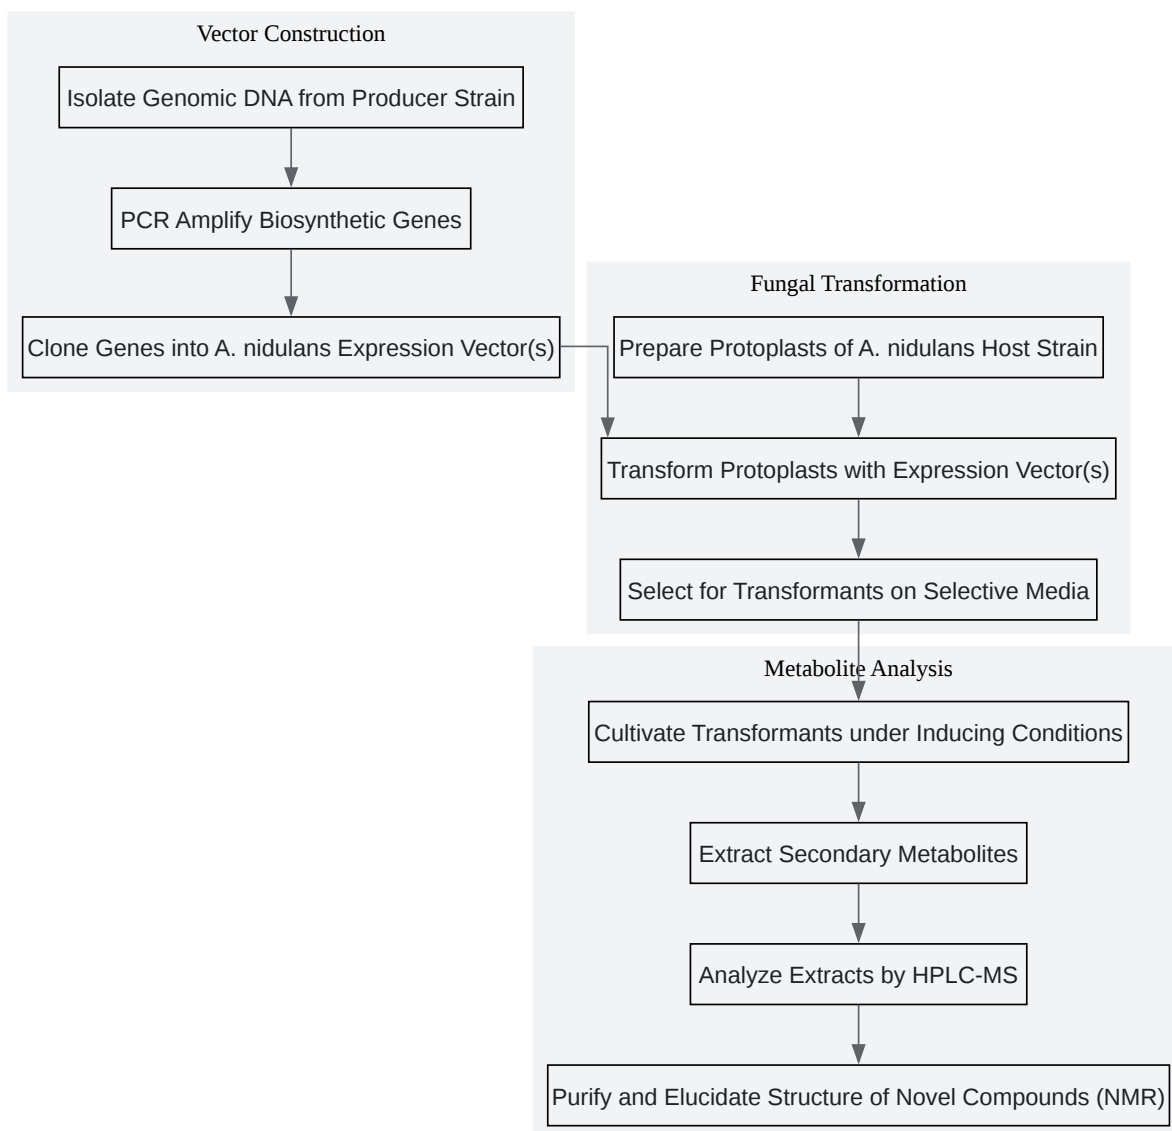 Vector Construction
Isolate Genomic DNA from Producer Strain
PCR Amplify Biosynthetic Genes
Clone Genes into A. nidulans Expression Vector(s)
Fungal Transformation
Prepare Protoplasts of A. nidulans Host Strain
Transform Protoplasts with Expression Vector(s)
Select for Transformants on Selective Media
Metabolite Analysis
Cultivate Transformants under Inducing Conditions
Extract Secondary Metabolites
Analyze Extracts by HPLC-MS
Purify and Elucidate Structure of Novel Compounds (NMR)